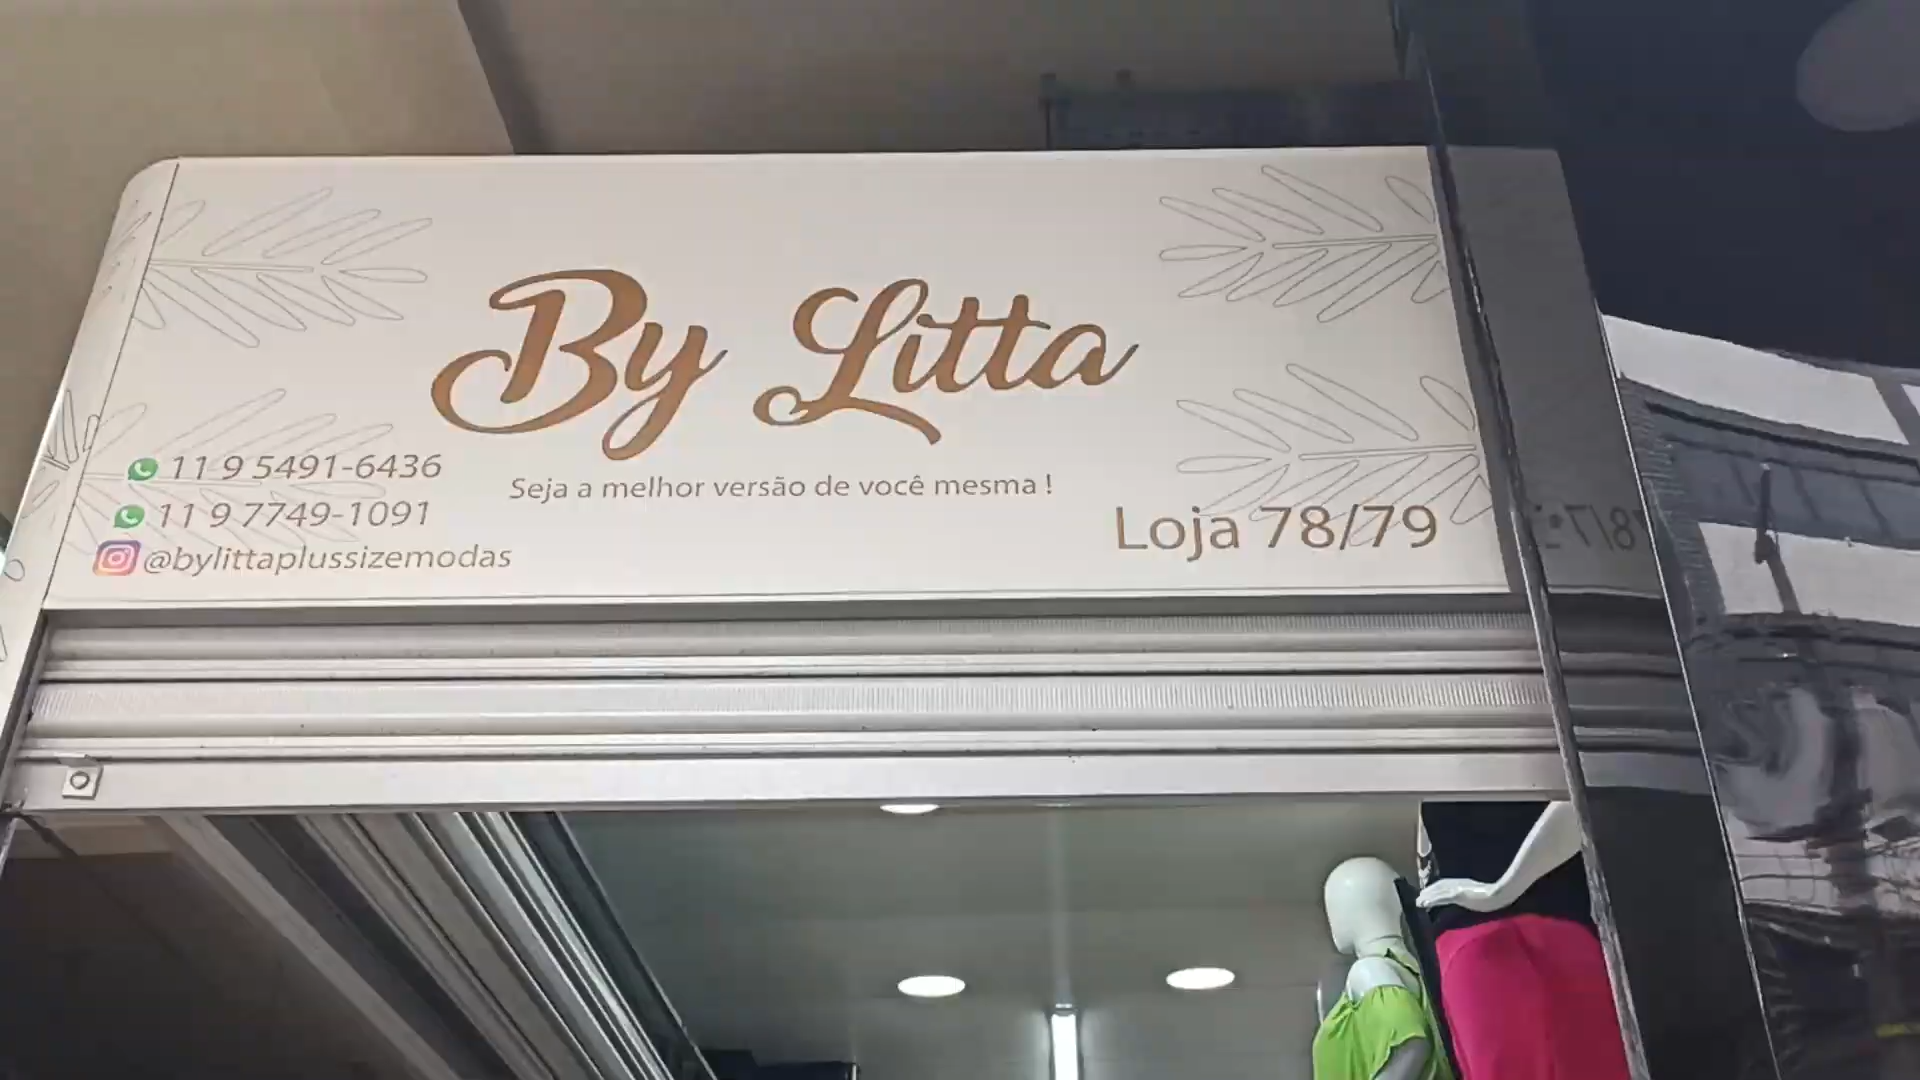 By Litta
Seja a melhor versão de você mesma !
11 9 5491-6436
11 9 7749-1091
@bylittaplussizemodas
Loja 78/79